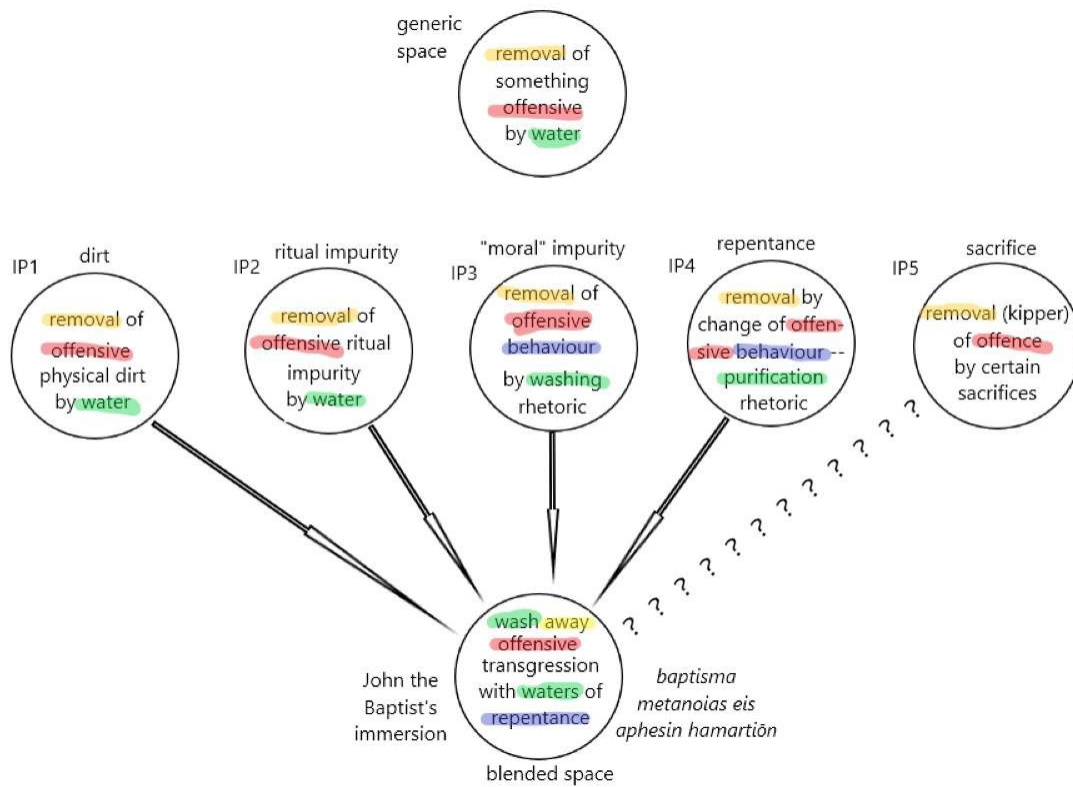 generic
space
removal of
something
offensive
by water
IP1
dirt
removal of
offensive
physical dirt
by water
IP2
ritual impurity
removal of
offensive ritual
impurity
by water
IP3
"moral" impurity
removal of
offensive
behaviour
by washing
rhetoric
IP4
repentance
removal by
change of offen-
sive behaviour --
purification
rhetoric
IP5
sacrifice
removal (kipper)
of offence
by certain
sacrifices
? ? ? ? ? ? ? ? ? ? ? ?
John the
Baptist's
immersion
wash away
offensive
transgression
with waters of
repentance
baptisma
metanoias eis
aphesin hamartiōn
blended space